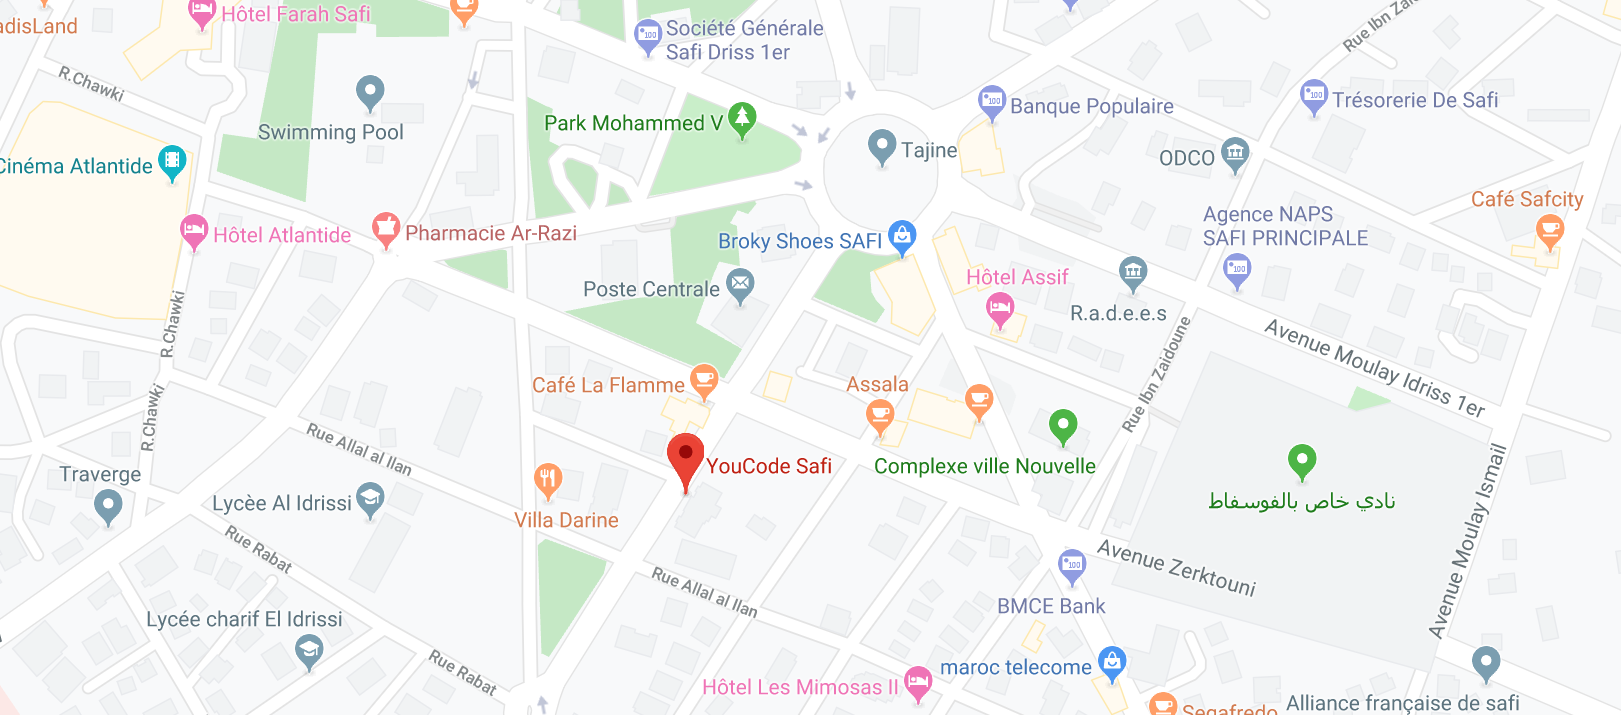 Hôtel Farah Safi
adisLand
Société Générale
Safi Driss 1er
Rue Ibn Zaido
R.Chawki
Swimming Pool
Park Mohammed V
Banque Populaire
Trésorerie De Safi
Cinéma Atlantide
Tajine
ODCO
Café Safcity
Hôtel Atlantide
Pharmacie Ar-Razi
Broky Shoes SAFI
Agence NAPS
SAFI PRINCIPALE
Poste Centrale
Hôtel Assif
R.a.d.e.e.s
R.Chawki
Rue Ibn Zaidoune
Avenue Moulay Idriss 1er
Café La Flamme
Assala
R.Chawki
Rue Allal al Ilan
Traverge
YouCode Safi
Complexe ville Nouvelle
Lycèe Al Idrissi
نادي خاص بالفوسفاط
Villa Darine
Avenue Moulay Ismail
Rue Rabat
Avenue Zerktouni
Rue Allal al Ilan
BMCE Bank
Lycée charif El Idrissi
Rue Rabat
maroc telecome
Hôtel Les Mimosas II
Alliance française de safi
Segafredo